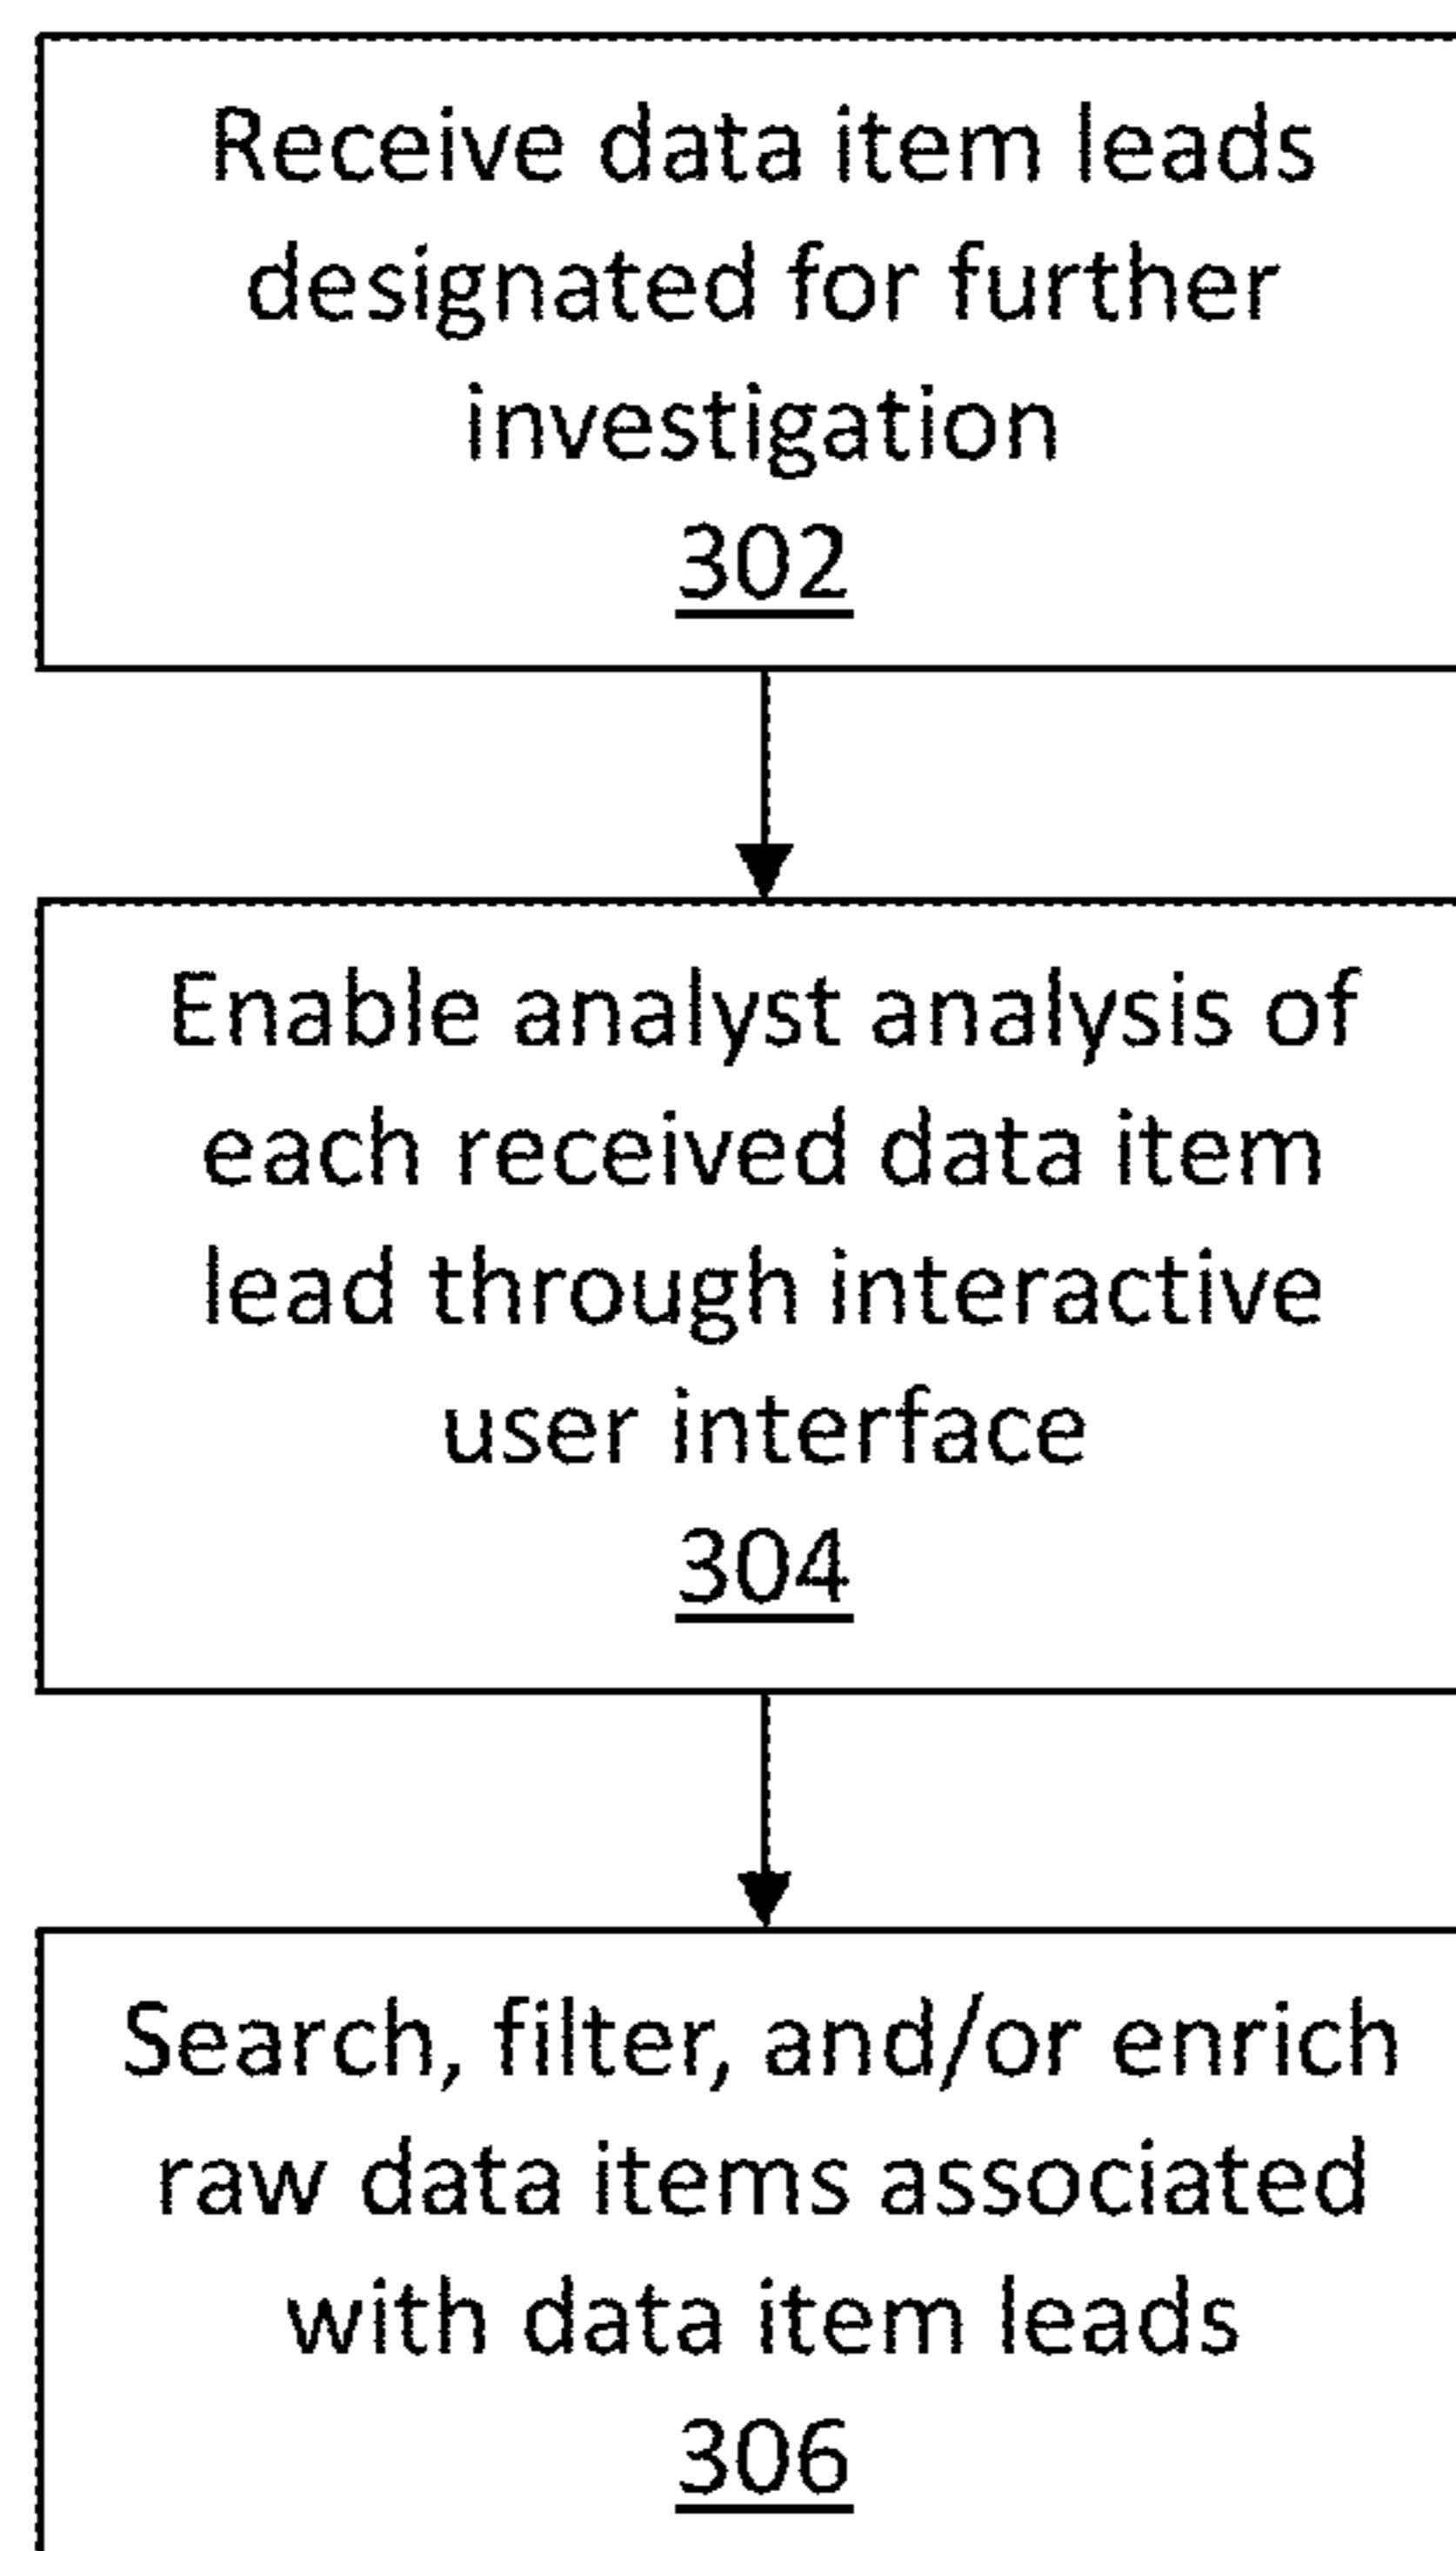 Receive data item leads
designated for further
investigation
302
Enable analyst analysis of
each received data item
lead through interactive
user interface
304
Search, filter, and/or enrich
raw data items associated
with data item leads
306